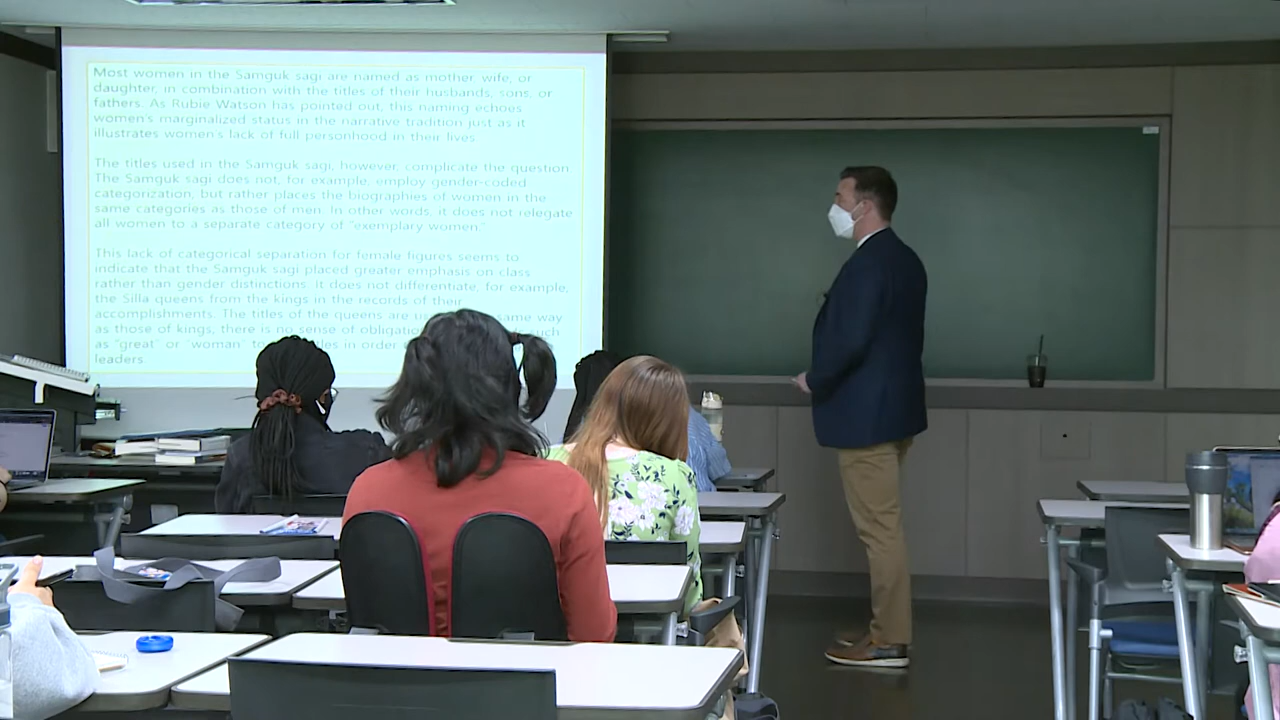 Most women in the Samguk sagi are named as mother, wife, or
daughter, in combination with the titles of their husbands, sons, or
fathers. As Rubie Watson has pointed out, this naming echoes
women's marginalized status in the narrative tradition just as it
illustrates women's lack of full personhood in their lives.
The titles used in the Samguk sagi, however, complicate the question.
The Samguk sagi does not, for example, employ gender-coded
categorization, but rather places the biographies of women in the
same categories as those of men. In other words, it does not relegate
all women to a separate category of "exemplary women."
This lack of categorical separation for female figures seems to
indicate that the Samguk sagi placed greater emphasis on class
rather than gender distinctions. It does not differentiate, for example,
the Silla queens from the kings in the records of their
accomplishments. The titles of the queens are same way
as those of kings, there is no sense of obligation such
as "great" or "woman" in order
leaders.